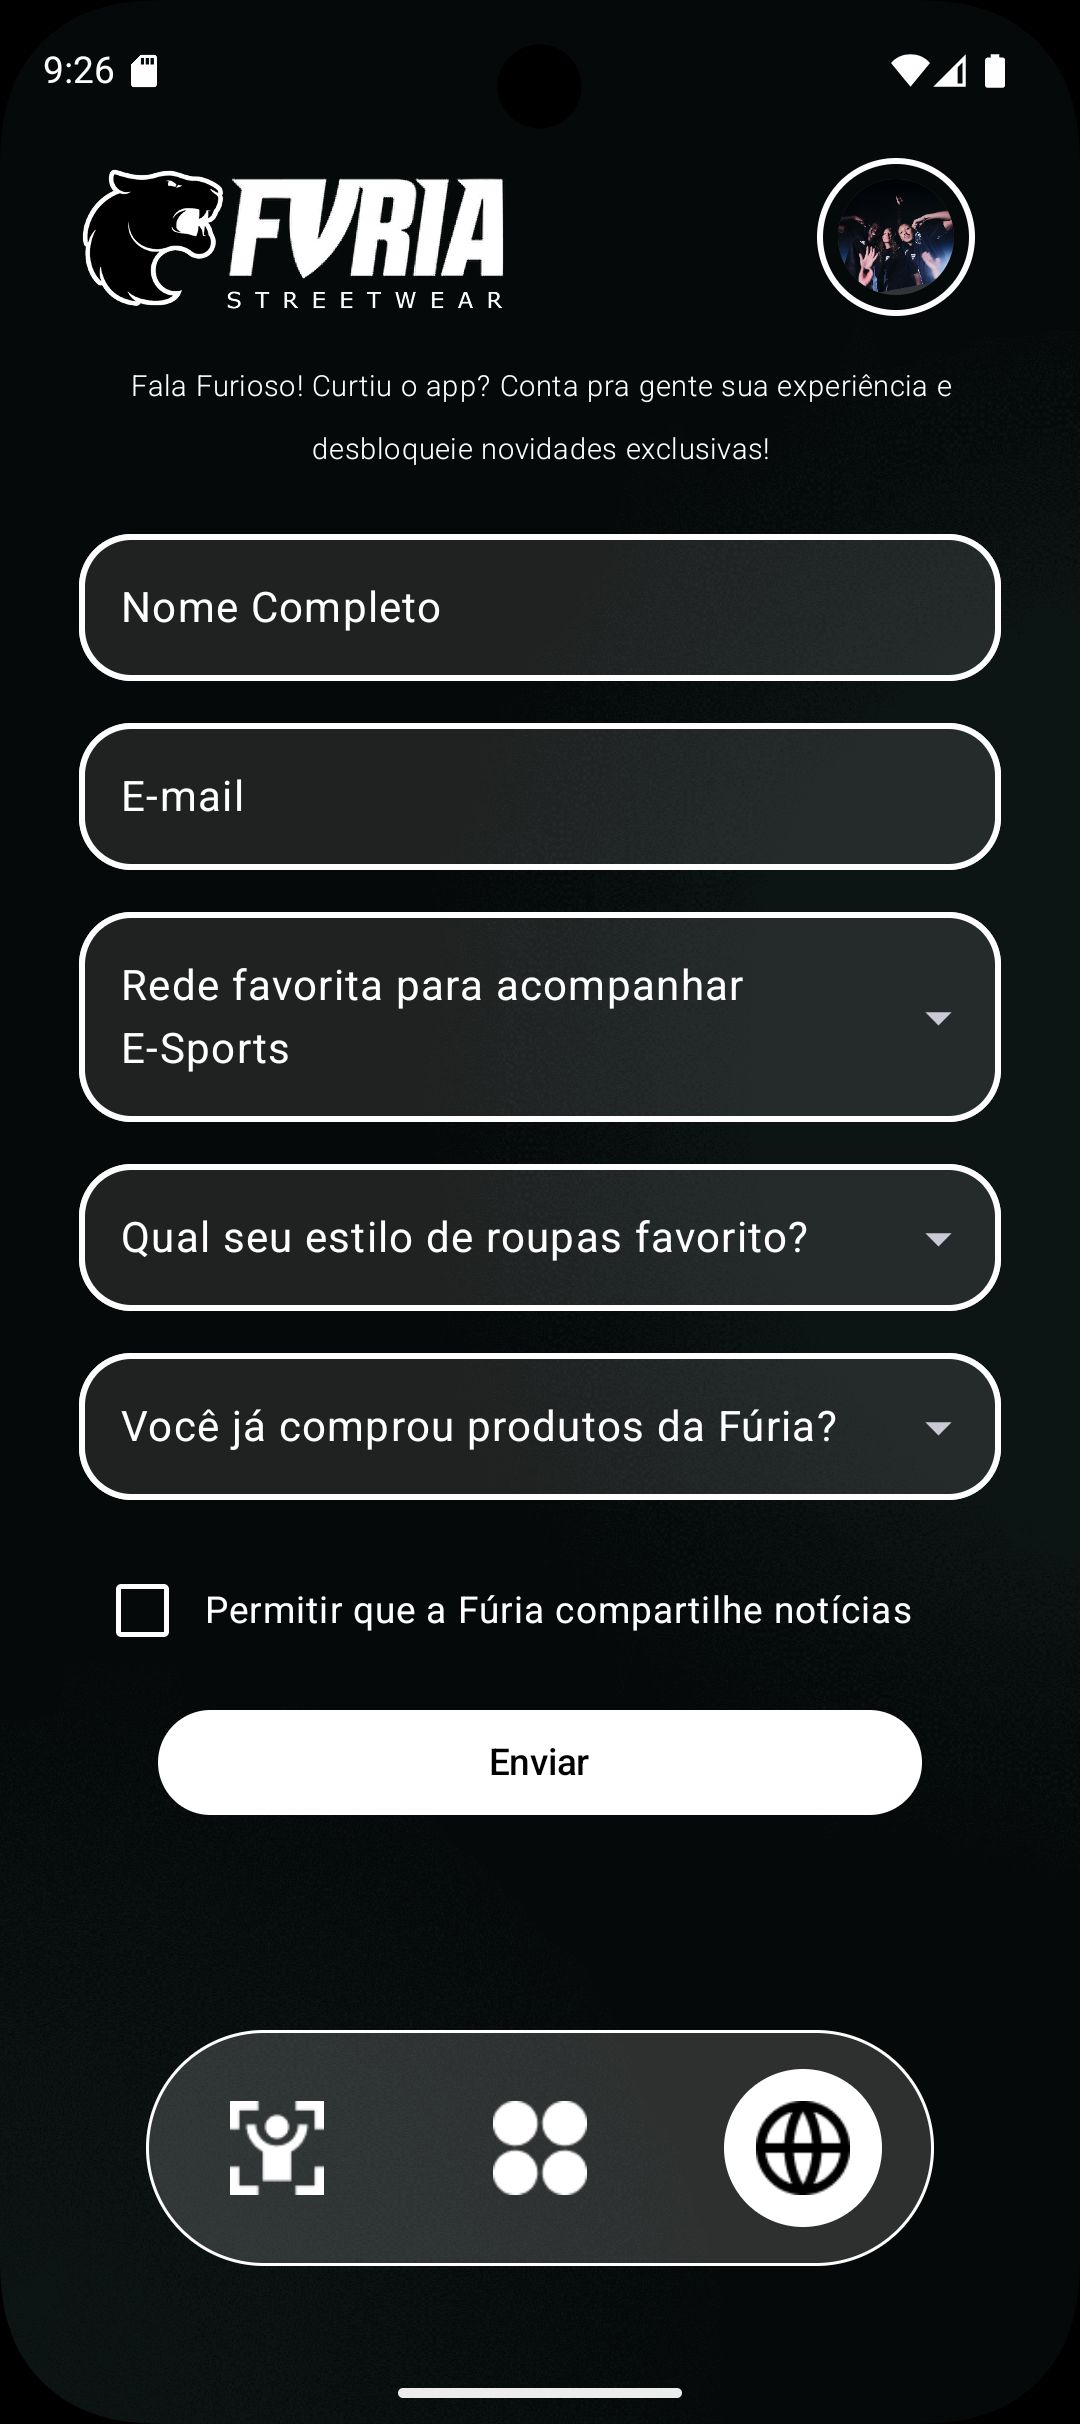 9:26
FURIA
STREETWEAR
Fala Furioso! Curtiu o app? Conta pra gente sua experiência e
desbloqueie novidades exclusivas!
Nome Completo
E-mail
Rede favorita para acompanhar
E-Sports
Qual seu estilo de roupas favorito?
Você já comprou produtos da Fúria?
Permitir que a Fúria compartilhe notícias
Enviar